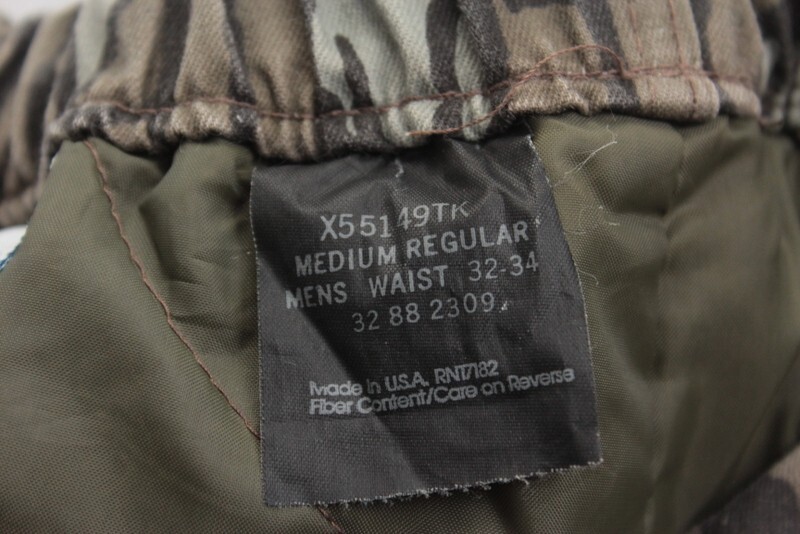 X55149TK
MEDIUM REGULAR
MENS WAIST 32-34
32 88 2309
Made in U.S.A. RN17182
Fiber Content/Care on Reverse